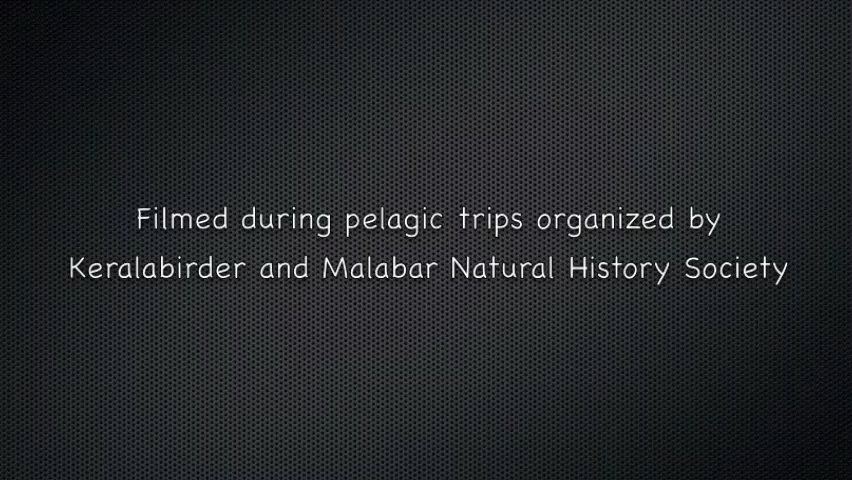 Filmed during pelagic trips organized by
Keralabirder and Malabar Natural History Society